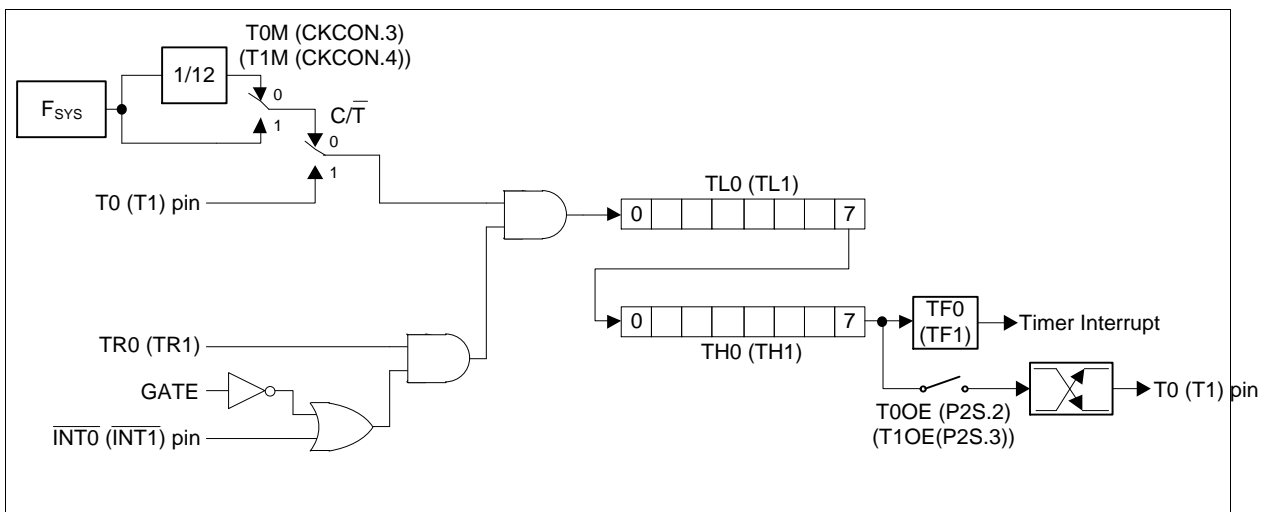 T0M (CKCON.3)
(T1M (CKCON.4))
1/12
FSYS
0
1
C/T̅
0
1
T0 (T1) pin
TL0 (TL1)
0 7
0 7
TH0 (TH1)
TF0
(TF1)
Timer Interrupt
TR0 (TR1)
GATE
I̅N̅T̅0̅ (I̅N̅T̅1̅) pin
T0OE (P2S.2)
(T1OE(P2S.3))
T0 (T1) pin